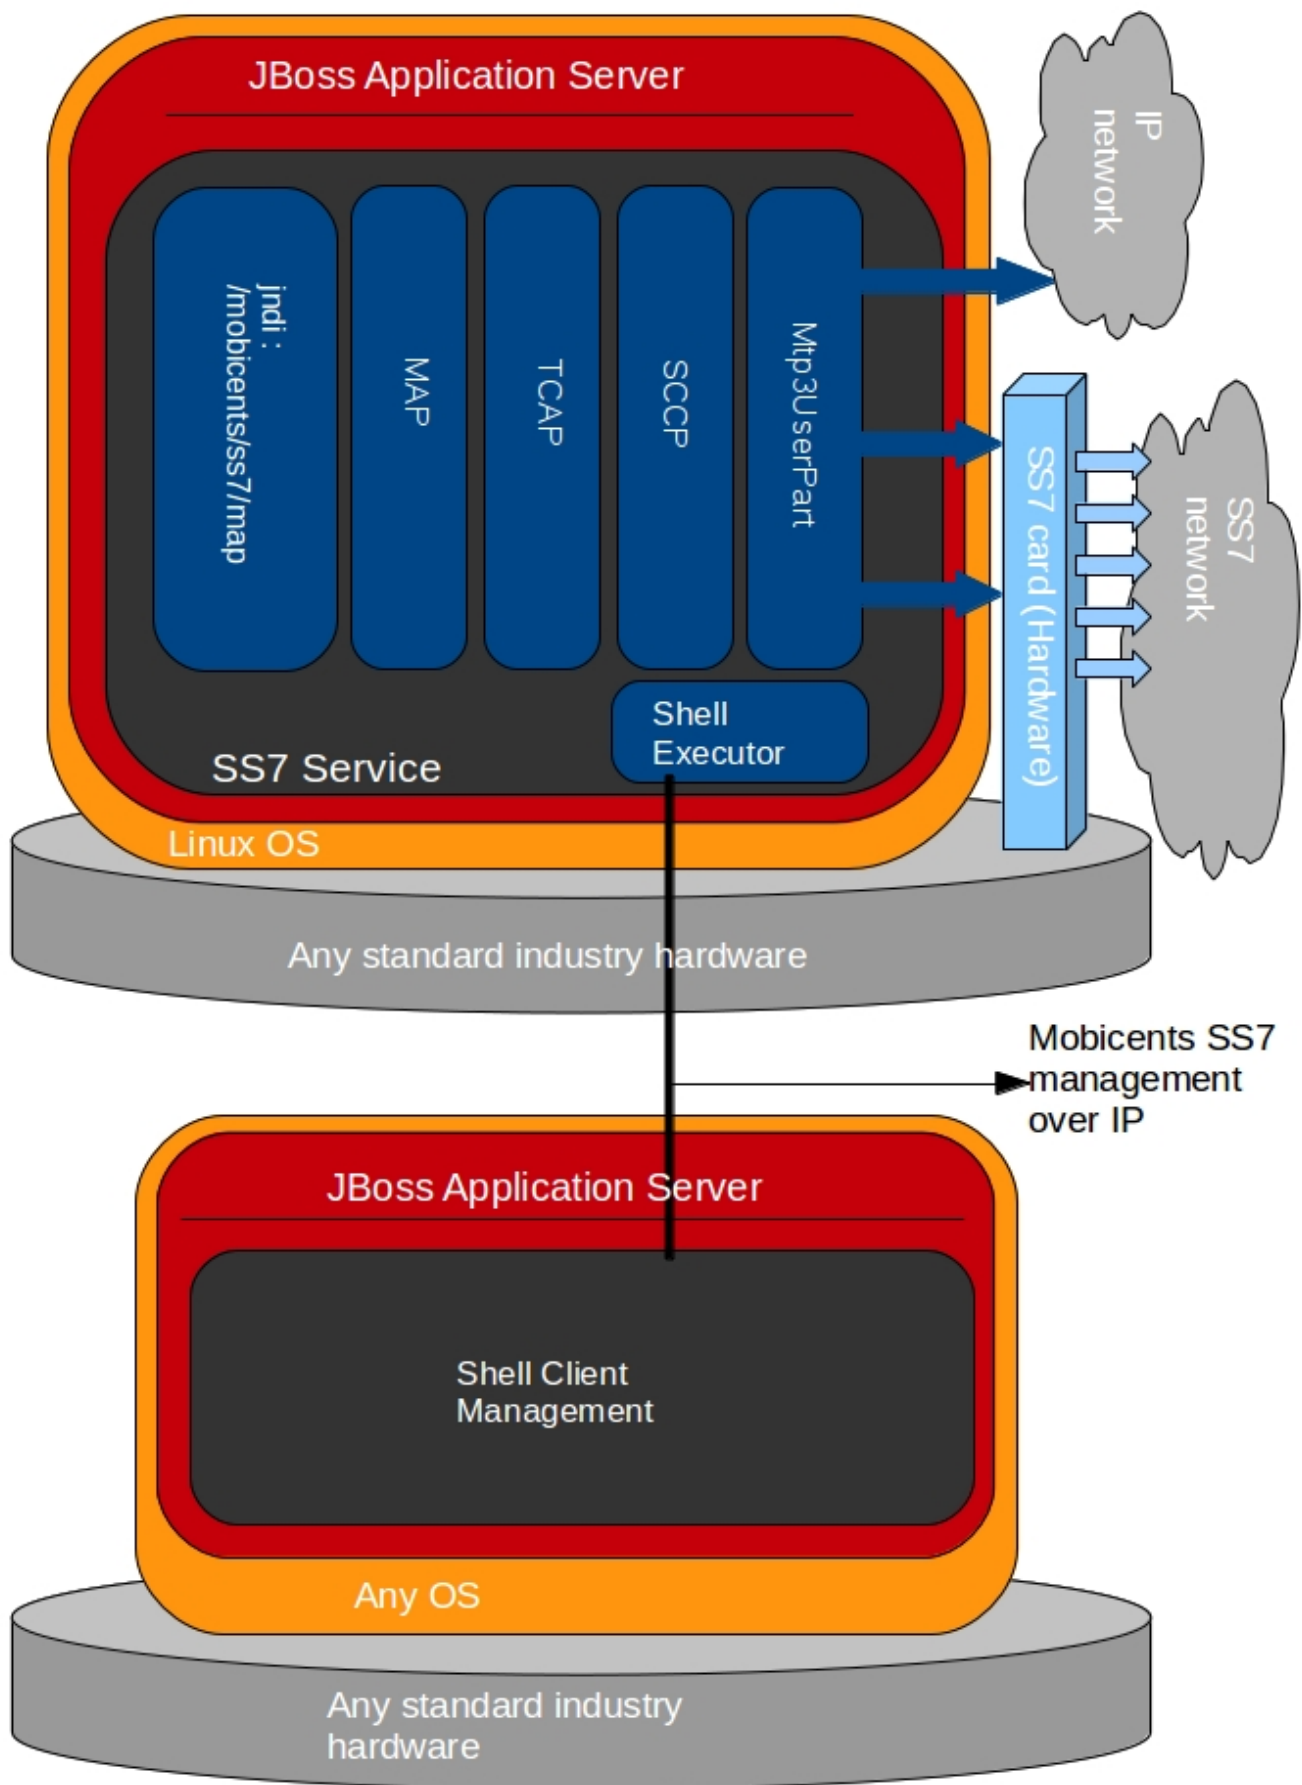 JBoss Application Server
IP
network
jndi :
/mobicents/ss7/map
MAP
TCAP
SCCP
Mtp3UserPart
SS7 card (Hardware)
SS7
network
Shell
Executor
SS7 Service
Linux OS
Any standard industry hardware
Mobicents SS7
management
over IP
JBoss Application Server
Shell Client
Management
Any OS
Any standard industry
hardware